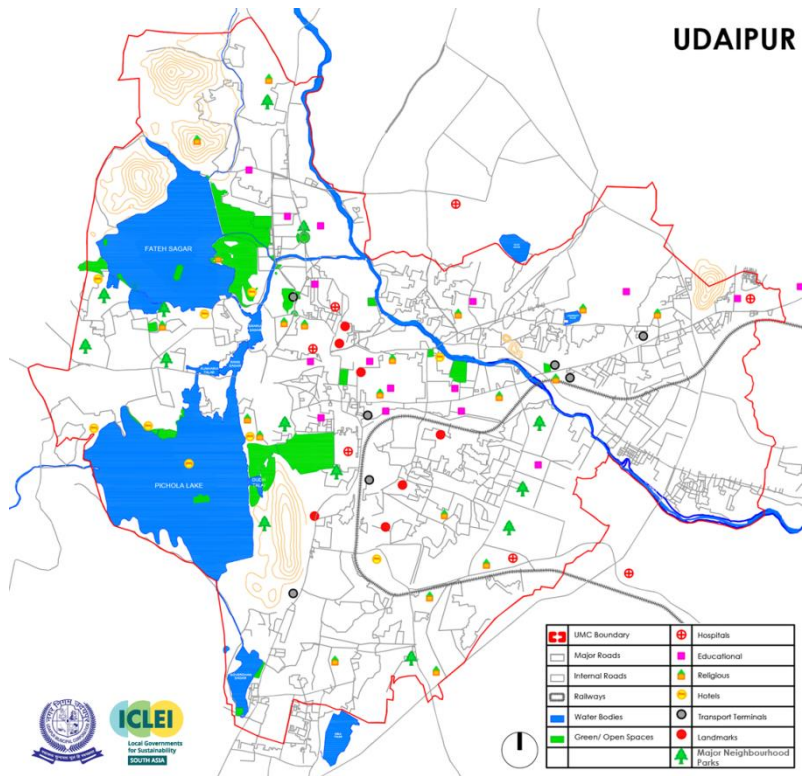 UDAIPUR
FATEH SAGAR
PICHOLA LAKE
UMC Boundary
Hospitals
Major Roads
Educational
Internal Roads
Religious
Railways
Hotels
Water Bodies
Transport Terminals
Green/ Open Spaces
Landmarks
Major Neighbourhood
Parks
ICLEI
Local Governments
for Sustainability
SOUTH ASIA